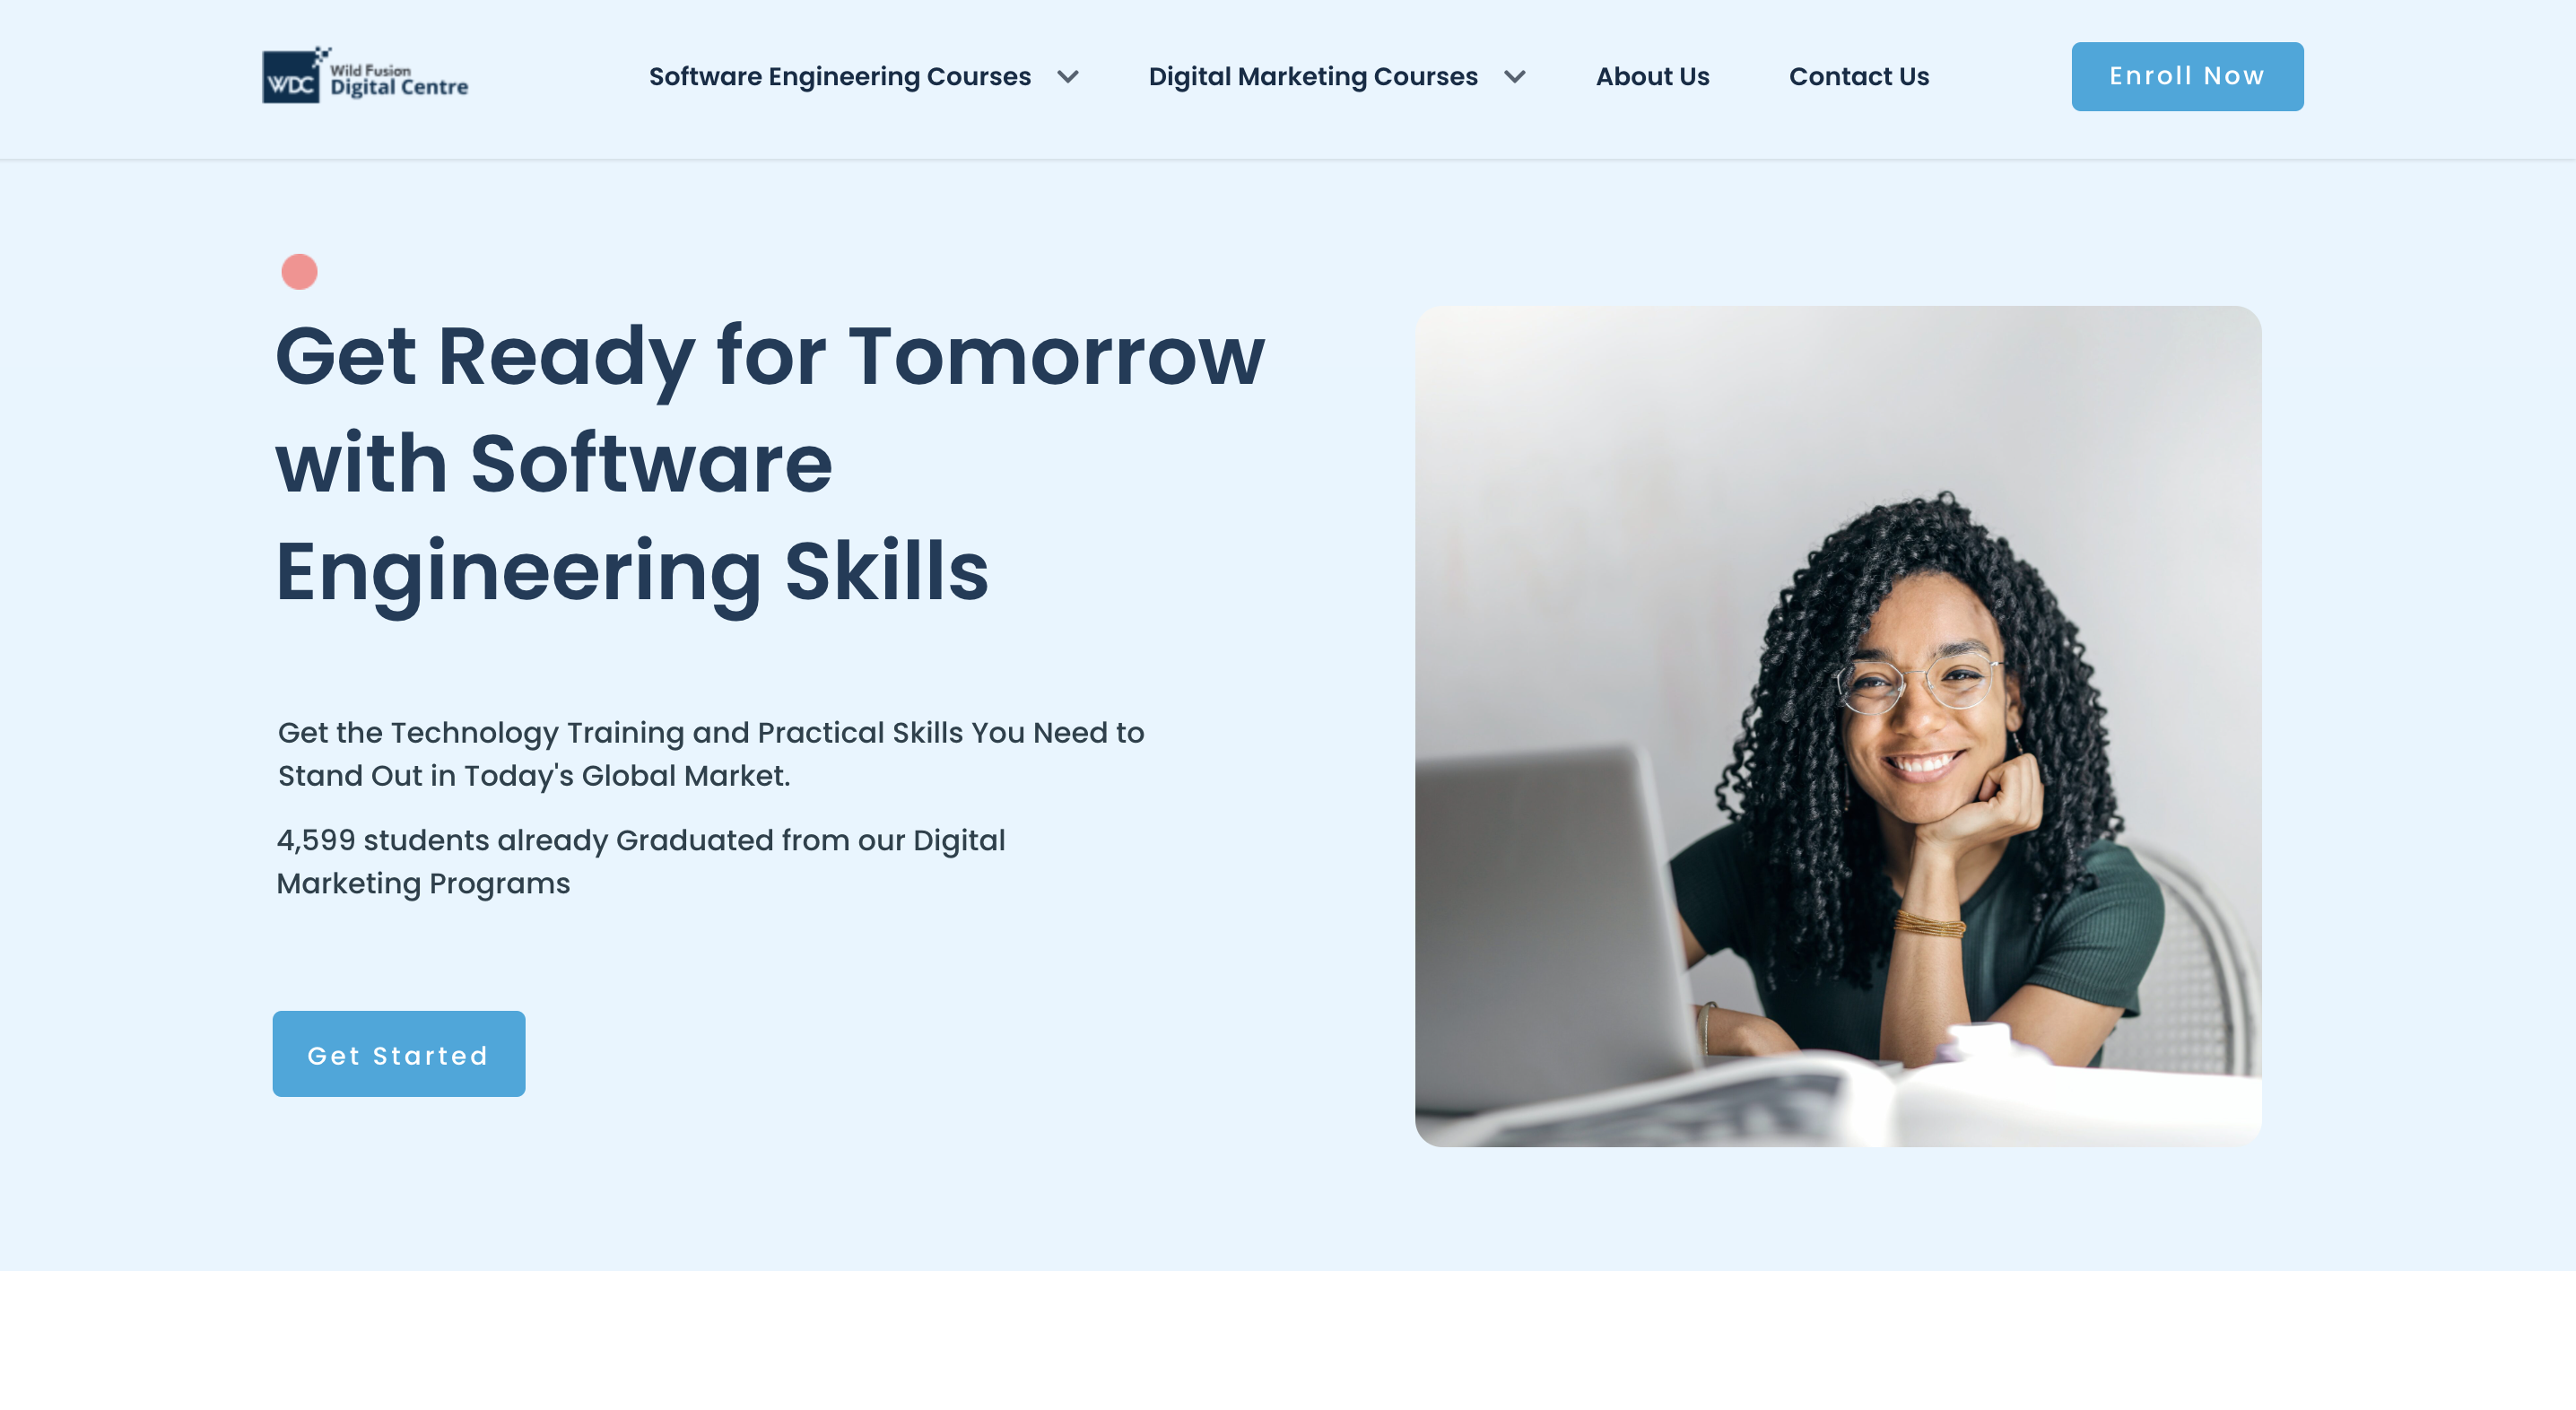 WDC
Wild Fusion
Digital Centre
Software Engineering Courses
Digital Marketing Courses
About Us
Contact Us
Enroll Now
Get Ready for Tomorrow
with Software
Engineering Skills
Get the Technology Training and Practical Skills You Need to
Stand Out in Today's Global Market.
4,599 students already Graduated from our Digital
Marketing Programs
Get Started